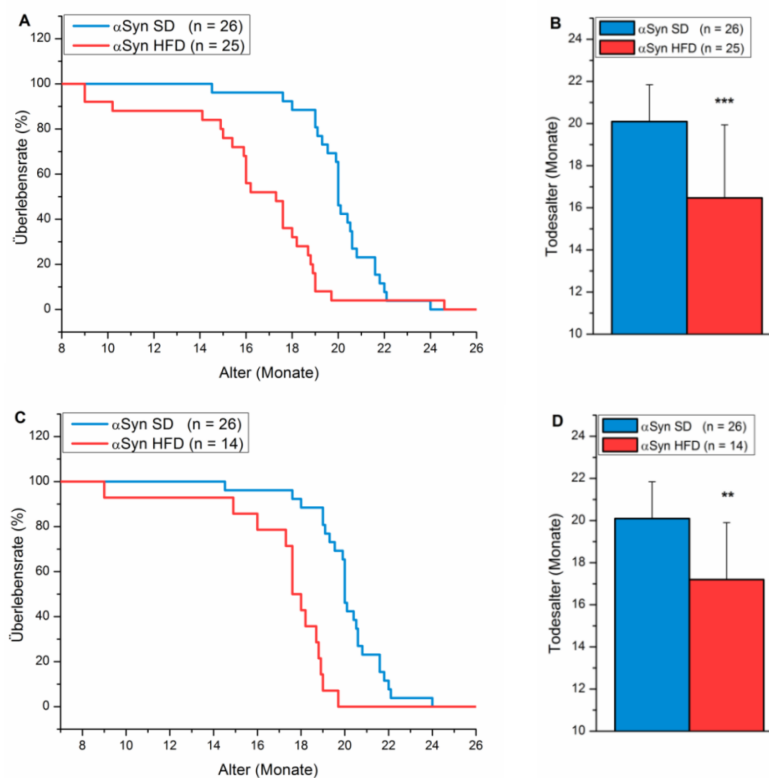 A
αSyn SD (n = 26)
αSyn HFD (n = 25)
Überlebensrate (%)
120
100
80
60
40
20
0
8 10 12 14 16 18 20 22 24 26
Alter (Monate)
B
αSyn SD (n = 26)
αSyn HFD (n = 25)
Todesalter (Monate)
24
22
20
18
16
14
12
10
***
C
αSyn SD (n = 26)
αSyn HFD (n = 14)
Überlebensrate (%)
120
100
80
60
40
20
0
8 10 12 14 16 18 20 22 24 26
Alter (Monate)
D
αSyn SD (n = 26)
αSyn HFD (n = 14)
Todesalter (Monate)
24
22
20
18
16
14
12
10
**